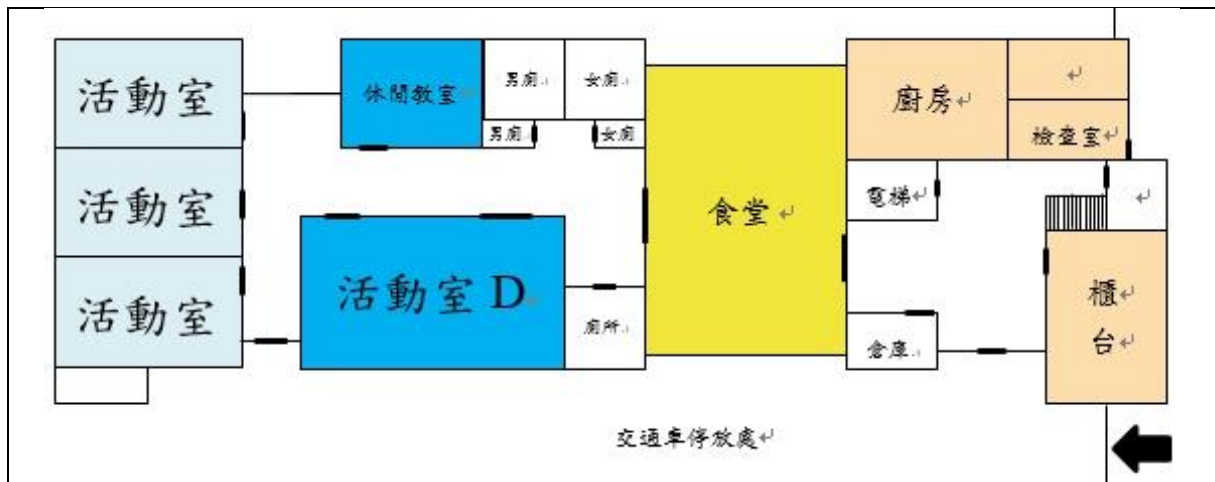 活動室
活動室
活動室
休閒教室
男廁
女廁
男廁
女廁
活動室 D
廁所
食堂
廚房
檢查室
電梯
倉庫
櫃
台
交通車停放處